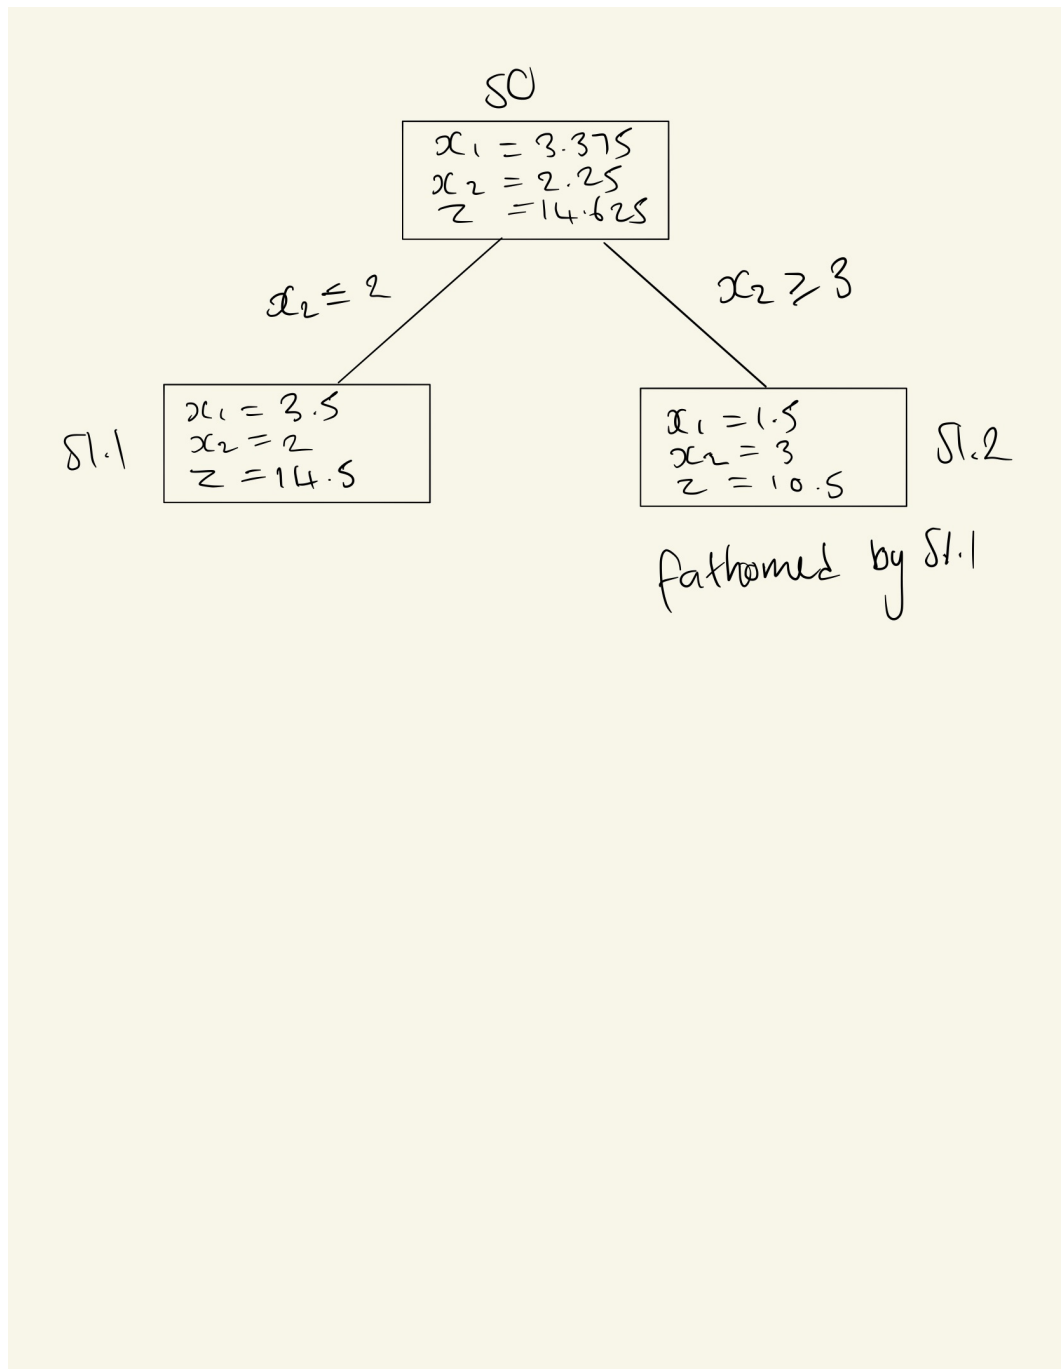 S0
x₁ = 3.375
x₂ = 2.25
z = 14.625
x₂ ≤ 2
x₂ ≥ 3
S1.1
x₁ = 3.5
x₂ = 2
z = 14.5
x₁ = 1.5
x₂ = 3
z = 10.5
S1.2
fathomed by S1.1